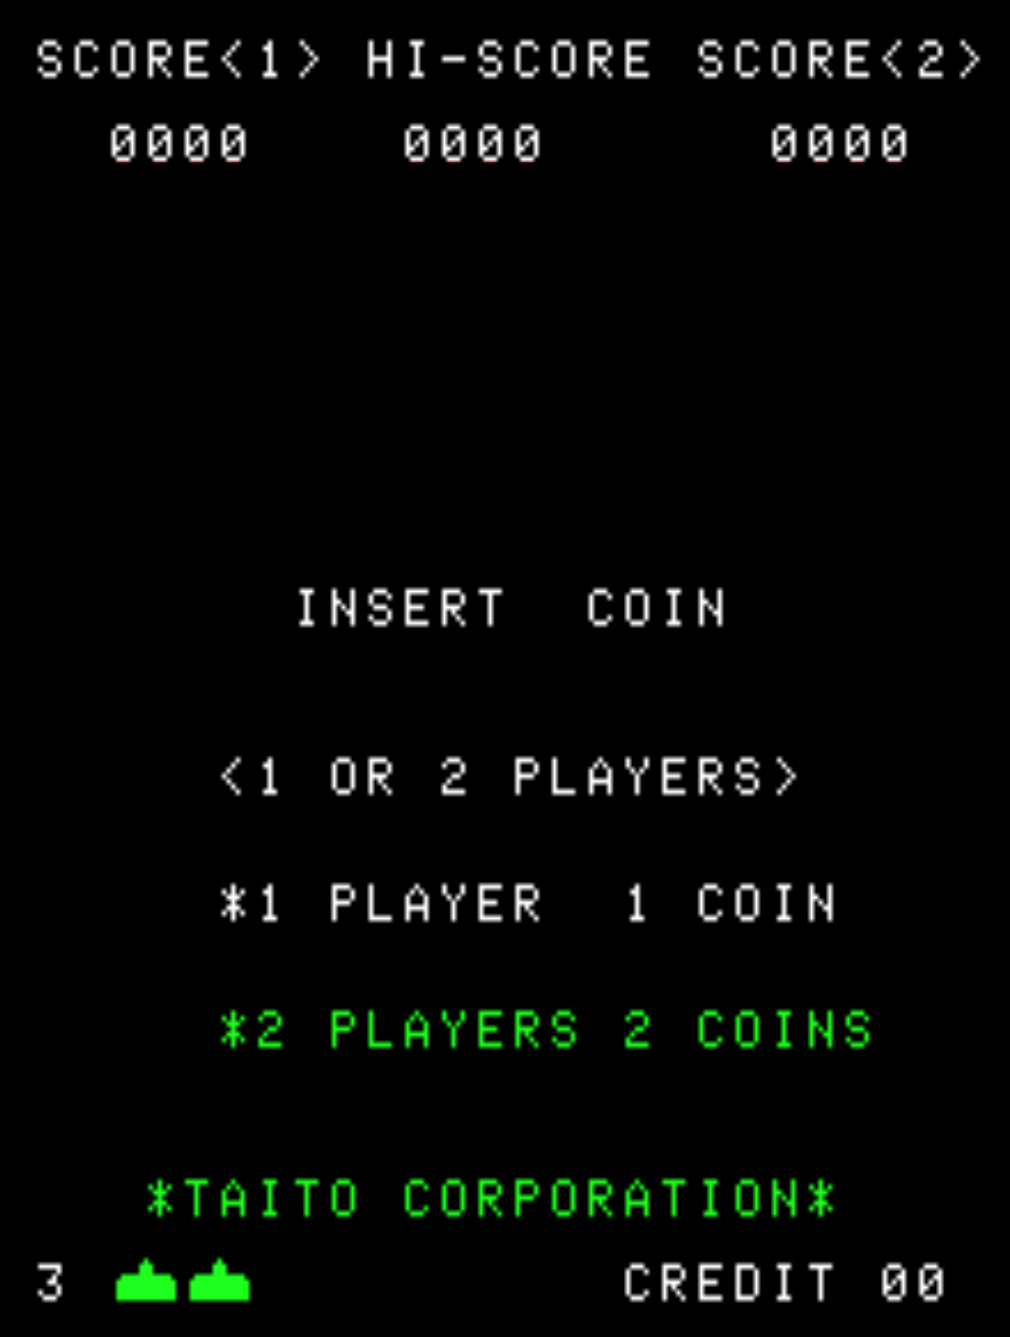 SCORE<1> HI-SCORE SCORE<2>
0000 0000 0000
INSERT COIN
<1 OR 2 PLAYERS>
*1 PLAYER 1 COIN
*2 PLAYERS 2 COINS
*TAITO CORPORATION*
3 CREDIT 00